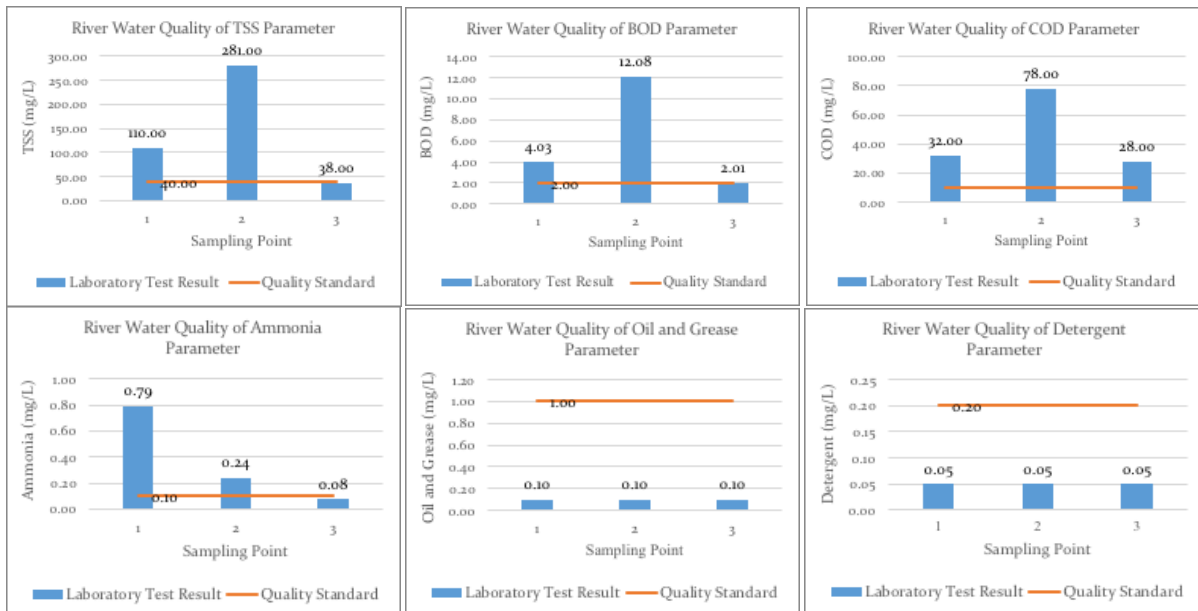 River Water Quality of TSS Parameter
TSS (mg/L)
300.00
250.00
200.00
150.00
100.00
50.00
0.00
110.00
281.00
38.00
40.00
1 2 3
Sampling Point
Laboratory Test Result Quality Standard
River Water Quality of BOD Parameter
BOD (mg/L)
14.00
12.00
10.00
8.00
6.00
4.00
2.00
0.00
4.03
12.08
2.01
2.00
1 2 3
Sampling Point
Laboratory Test Result Quality Standard
River Water Quality of COD Parameter
COD (mg/L)
100.00
80.00
60.00
40.00
20.00
0.00
32.00
78.00
28.00
1 2 3
Sampling Point
Laboratory Test Result Quality Standard
River Water Quality of Ammonia
Parameter
Ammonia (mg/L)
1.00
0.80
0.60
0.40
0.20
0.00
0.79
0.24
0.08
0.10
1 2 3
Sampling Point
Laboratory Test Result Quality Standard
River Water Quality of Oil and Grease
Parameter
Oil and Grease (mg/L)
1.20
1.00
0.80
0.60
0.40
0.20
0.00
1.00
0.10 0.10 0.10
1 2 3
Sampling Point
Laboratory Test Result Quality Standard
River Water Quality of Detergent
Parameter
Detergent (mg/L)
0.25
0.20
0.15
0.10
0.05
0.00
0.20
0.05 0.05 0.05
1 2 3
Sampling Point
Laboratory Test Result Quality Standard